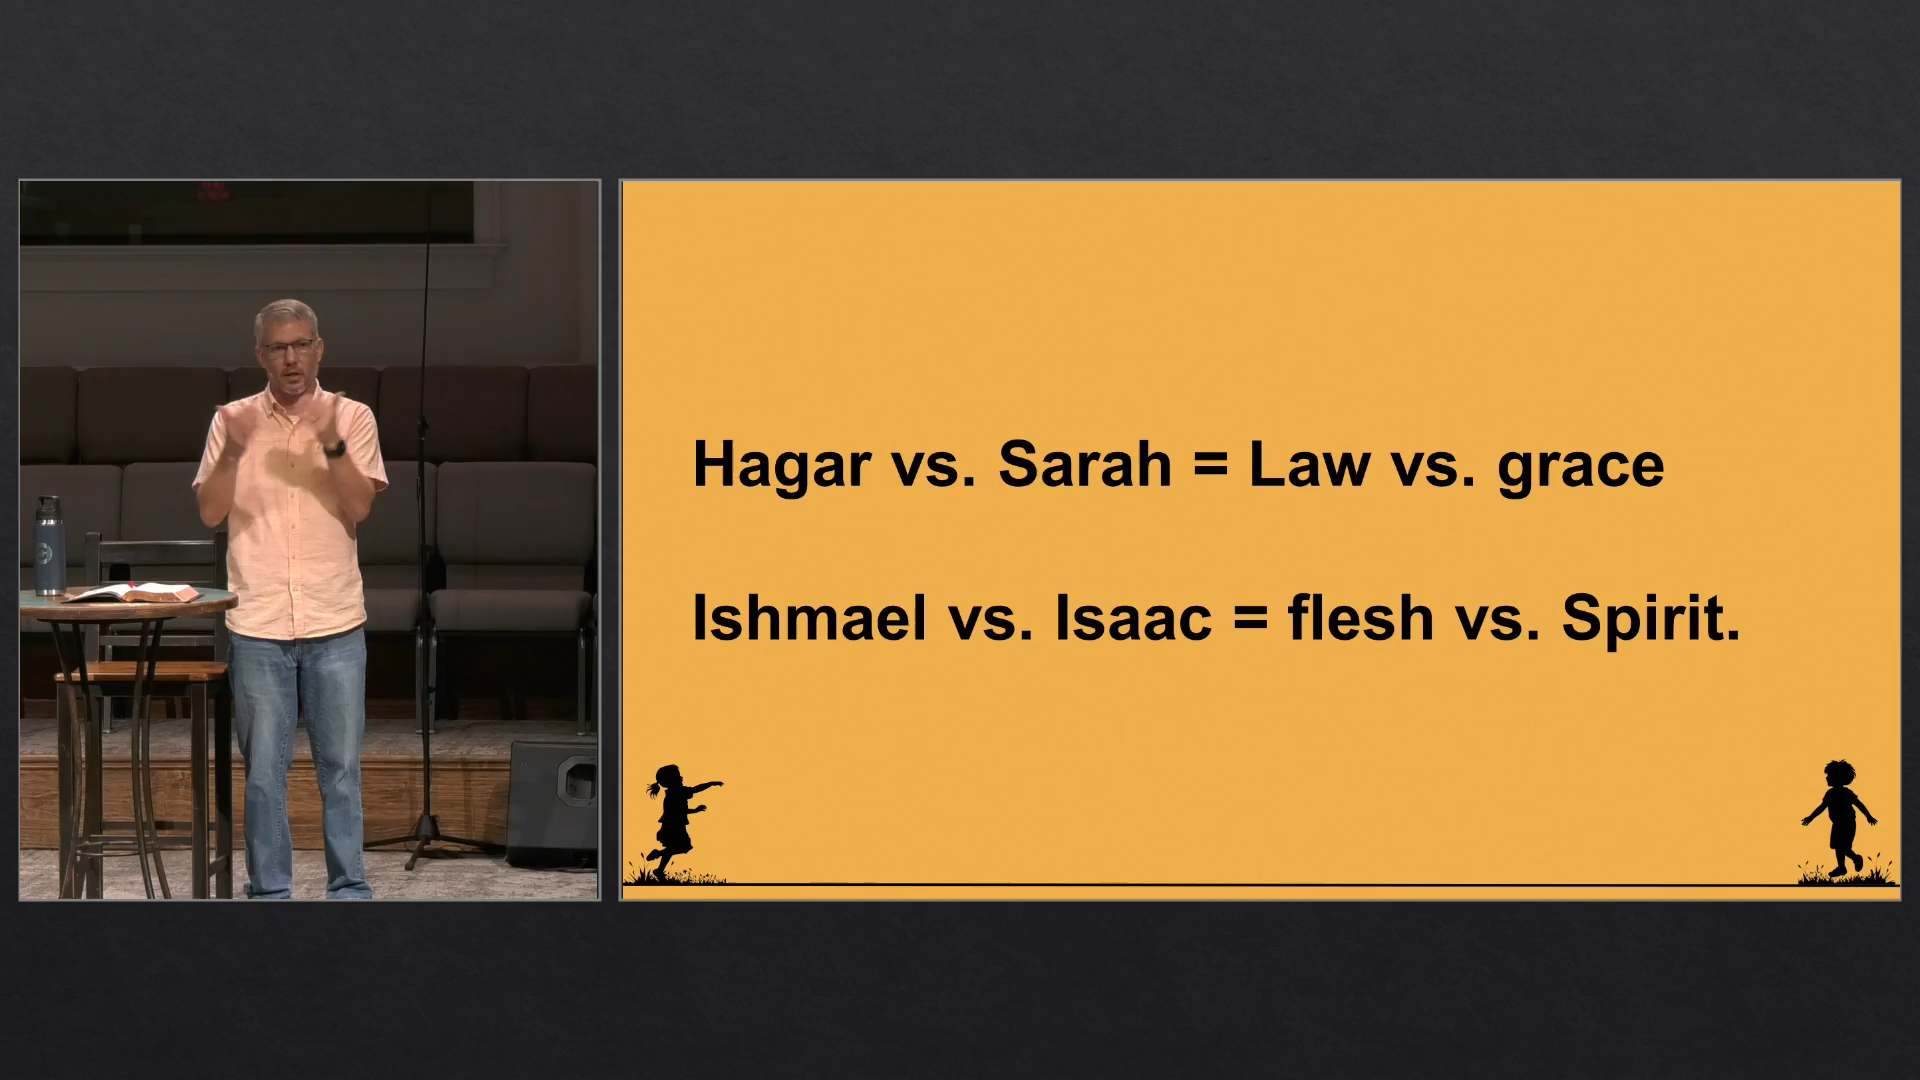 Hagar vs. Sarah = Law vs. grace
Ishmael vs. Isaac = flesh vs. Spirit.